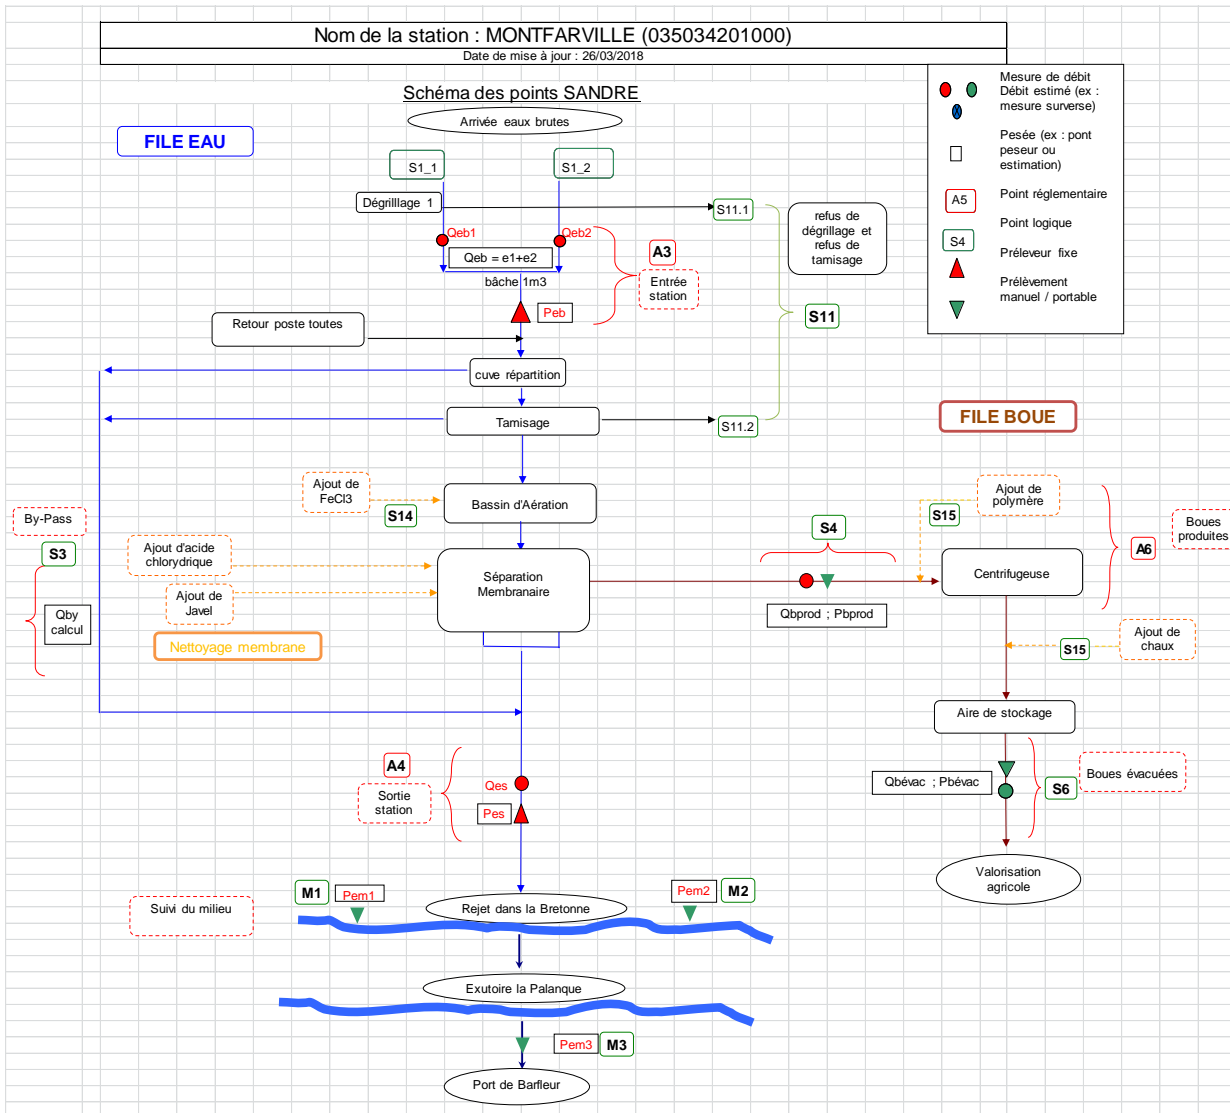 Nom de la station : MONTFARVILLE (035034201000)
Date de mise à jour : 26/03/2018
Schéma des points SANDRE
Arrivée eaux brutes
FILE EAU
S1_1
S1_2
Dégrilllage 1
S11.1
refus de
dégrillage et
refus de
tamisage
Qeb1
Qeb2
Qeb = e1+e2
bâche 1m3
A3
Entrée
station
Peb
S11
Retour poste toutes
cuve répartition
Tamisage
S11.2
Mesure de débit
Débit estimé (ex :
mesure surverse)
Pesée (ex : pont
peseur ou
estimation)
A5
Point réglementaire
Point logique
S4
Préleveur fixe
Prélèvement
manuel / portable
FILE BOUE
Ajout de
FeCl3
S14
Bassin d'Aération
By-Pass
S3
Qby
calcul
Ajout d'acide
chlorydrique
Ajout de
Javel
Nettoyage membrane
Séparation
Membranaire
S4
Qbprod ; Pbprod
S15
Ajout de
polymère
Centrifugeuse
A6
Boues
produites
S15
Ajout de
chaux
Aire de stockage
Qbévac ; Pbévac
S6
Boues évacuées
Valorisation
agricole
A4
Sortie
station
Qes
Pes
Suivi du milieu
M1
Pem1
Rejet dans la Bretonne
Pem2
M2
Exutoire la Palanque
Pem3
M3
Port de Barfleur